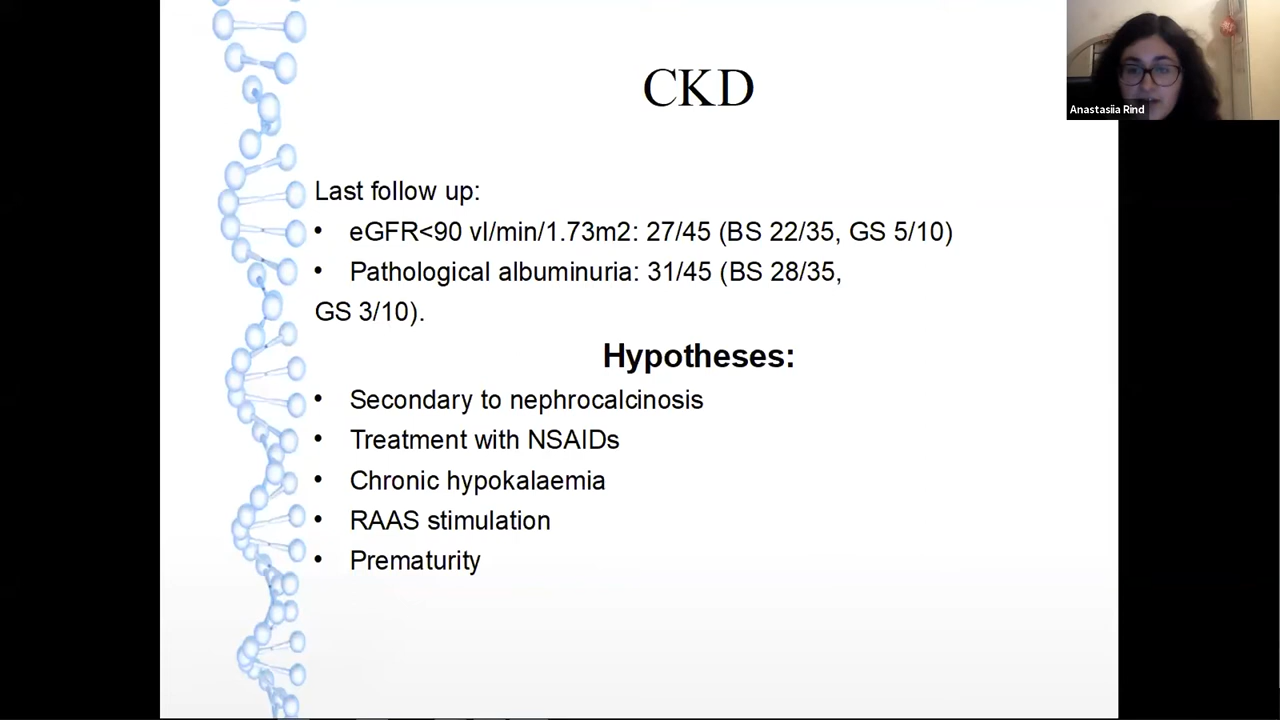 CKD
Anastasiia Rind
Last follow up:
• eGFR<90 vl/min/1.73m2: 27/45 (BS 22/35, GS 5/10)
• Pathological albuminuria: 31/45 (BS 28/35,
GS 3/10).
Hypotheses:
• Secondary to nephrocalcinosis
• Treatment with NSAIDs
• Chronic hypokalaemia
• RAAS stimulation
• Prematurity